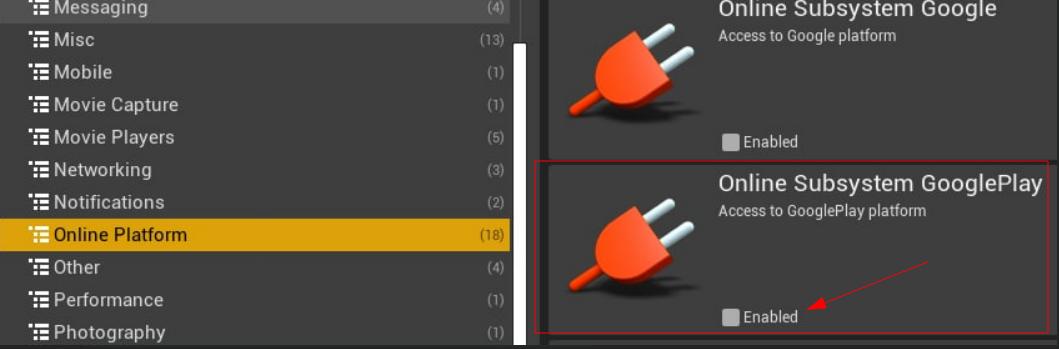 Messaging (4)
Misc (13)
Mobile (1)
Movie Capture (1)
Movie Players (5)
Networking (3)
Notifications (2)
Online Platform (18)
Other (4)
Performance (1)
Photography (1)
Online Subsystem Google
Access to Google platform
Enabled
Online Subsystem GooglePlay
Access to GooglePlay platform
Enabled